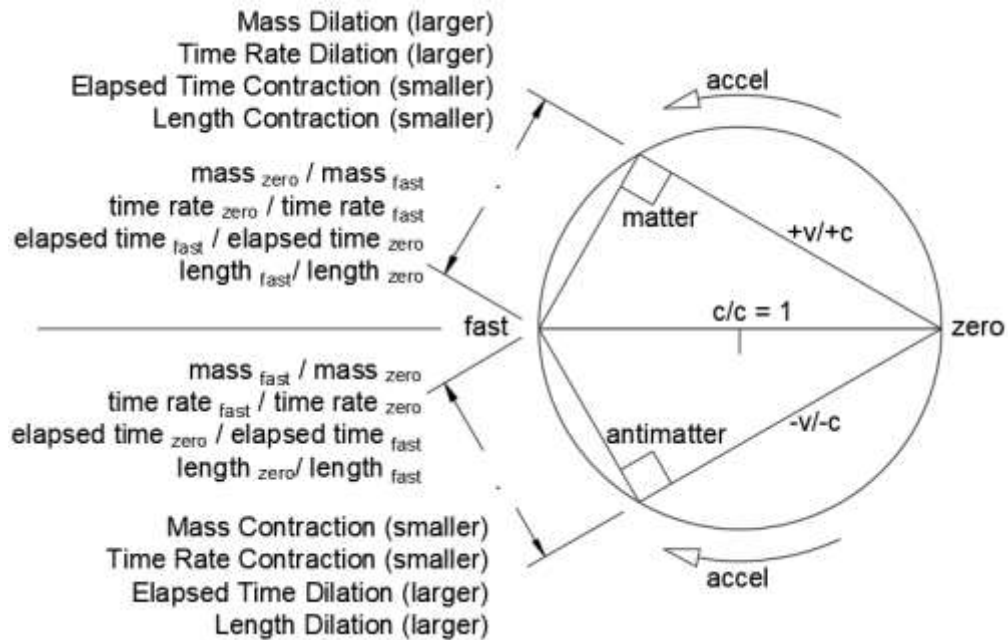 Mass Dilation (larger)
Time Rate Dilation (larger)
Elapsed Time Contraction (smaller)
Length Contraction (smaller)
accel
mass zero / mass fast
time rate zero / time rate fast
elapsed time fast / elapsed time zero
length fast/ length zero
matter
+v/+c
c/c = 1
fast
zero
mass fast / mass zero
time rate fast / time rate zero
elapsed time zero / elapsed time fast
length zero/ length fast
antimatter
-v/-c
Mass Contraction (smaller)
Time Rate Contraction (smaller)
Elapsed Time Dilation (larger)
Length Dilation (larger)
accel